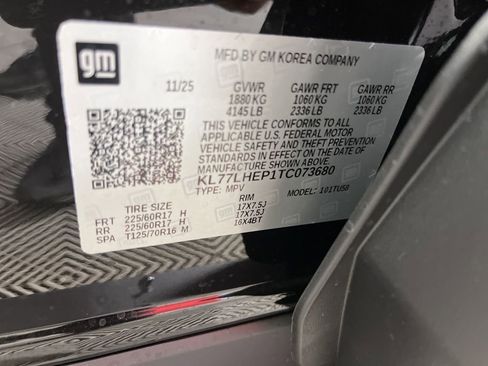 gm
MFD BY GM KOREA COMPANY
11/25 GVWR GAWR FRT GAWR RR
1880 KG 1060 KG 1060 KG
4145 LB 2336 LB 2336 LB
THIS VEHICLE CONFORMS TO ALL
APPLICABLE U.S. FEDERAL MOTOR
VEHICLE SAFETY AND THEFT PREVENTION
STANDARDS IN EFFECT ON THE DATE OF
MANUFACTURE SHOWN ABOVE.
KL77LHEP1TC073680
TYPE: MPV MODEL: 101TU58
TIRE SIZE RIM
FRT 225/60R17 H 17X7.5J
RR 225/60R17 H 17X7.5J
SPA T125/70R16 M 16X4BT